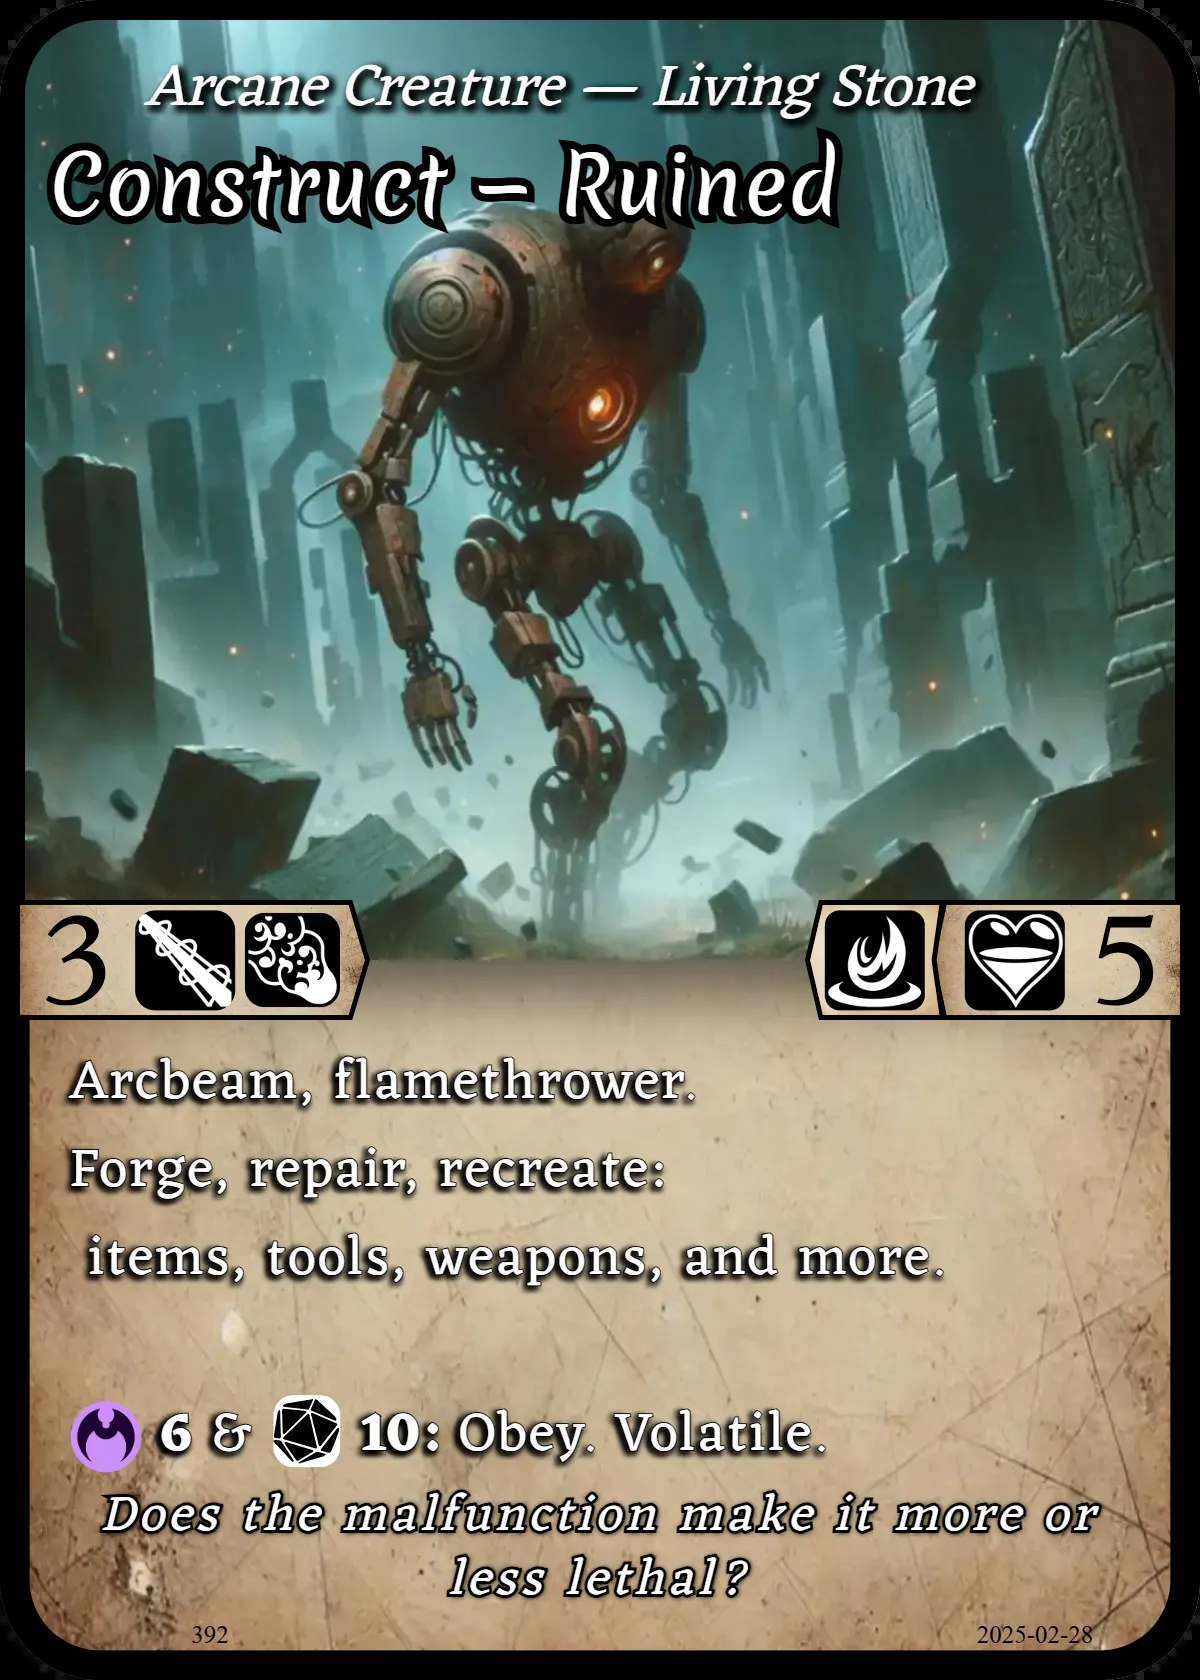 Arcane Creature — Living Stone
Construct – Ruined
3
5
Arcbeam, flamethrower.
Forge, repair, recreate:
items, tools, weapons, and more.
6 & 10: Obey. Volatile.
Does the malfunction make it more or
less lethal?
392
2025-02-28